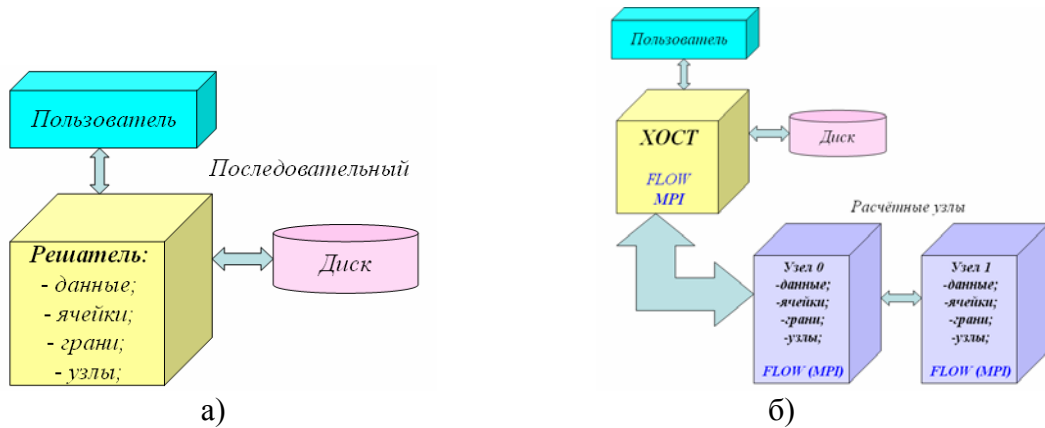 Пользователь
Последовательный
Решатель:
- данные;
- ячейки;
- грани;
- узлы;
Диск
а)
Пользователь
ХОСТ
FLOW
MPI
Диск
Расчётные узлы
Узел 0
-данные;
-ячейки;
-грани;
-узлы;
FLOW (MPI)
Узел 1
-данные;
-ячейки;
-грани;
-узлы;
FLOW (MPI)
б)